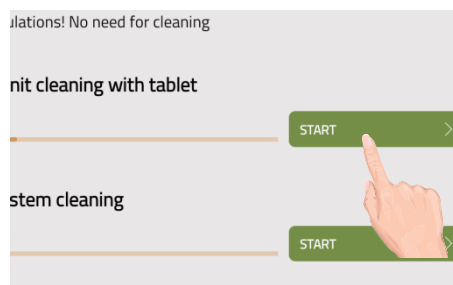 ulations! No need for cleaning
nit cleaning with tablet
START
stem cleaning
START